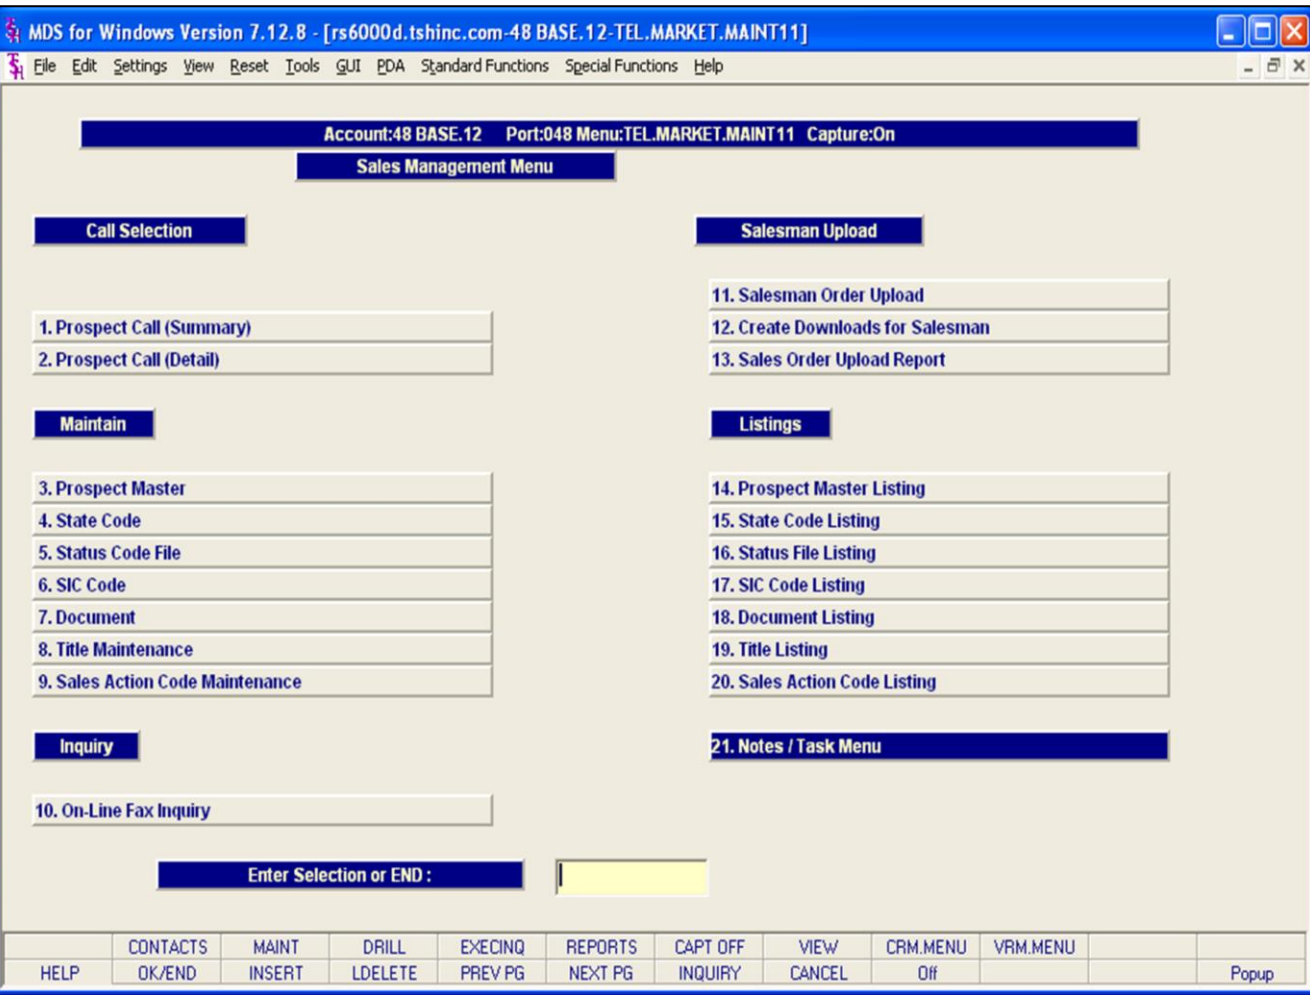 MDS for Windows Version 7.12.8 - [rs6000d.tshinc.com-48 BASE.12-TEL.MARKET.MAINT11]
File Edit Settings View Reset Tools GUI PDA Standard Functions Special Functions Help
Account:48 BASE.12 Port:048 Menu:TEL.MARKET.MAINT11 Capture:On
Sales Management Menu
Call Selection
1. Prospect Call (Summary)
2. Prospect Call (Detail)
Maintain
3. Prospect Master
4. State Code
5. Status Code File
6. SIC Code
7. Document
8. Title Maintenance
9. Sales Action Code Maintenance
Inquiry
10. On-Line Fax Inquiry
Salesman Upload
11. Salesman Order Upload
12. Create Downloads for Salesman
13. Sales Order Upload Report
Listings
14. Prospect Master Listing
15. State Code Listing
16. Status File Listing
17. SIC Code Listing
18. Document Listing
19. Title Listing
20. Sales Action Code Listing
21. Notes / Task Menu
Enter Selection or END :
CONTACTS MAINT DRILL EXECINQ REPORTS CAPT OFF VIEW CRM.MENU VRM.MENU
HELP OK/END INSERT LDELETE PREV PG NEXT PG INQUIRY CANCEL Off Popup